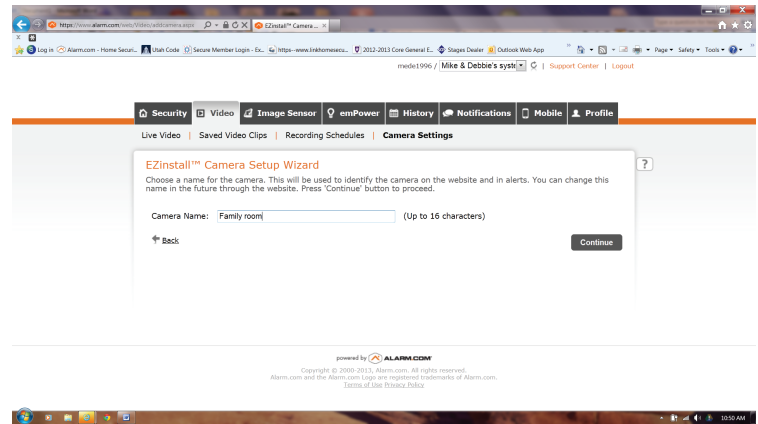 https://www.alarm.com/web/Video/addcamera.aspx
EZinstall™ Camera ... ×
x
Log in Alarm.com - Home Securi... Utah Code Secure Member Login - Ex... https--www.linkhomesecu... 2012-2013 Core General E... Stages Dealer Outlook Web App » Page Safety Tools »
mede1996 / Mike & Debbie's syste | Support Center | Logout
Security Video Image Sensor emPower History Notifications Mobile Profile
Live Video | Saved Video Clips | Recording Schedules | Camera Settings
EZinstall™ Camera Setup Wizard
?
Choose a name for the camera. This will be used to identify the camera on the website and in alerts. You can change this
name in the future through the website. Press 'Continue' button to proceed.
Camera Name: Family room (Up to 16 characters)
Back
Continue
powered by ALARM.COM
Copyright © 2000-2013, Alarm.com. All rights reserved.
Alarm.com and the Alarm.com Logo are registered trademarks of Alarm.com.
Terms of Use Privacy Policy
10:50 AM